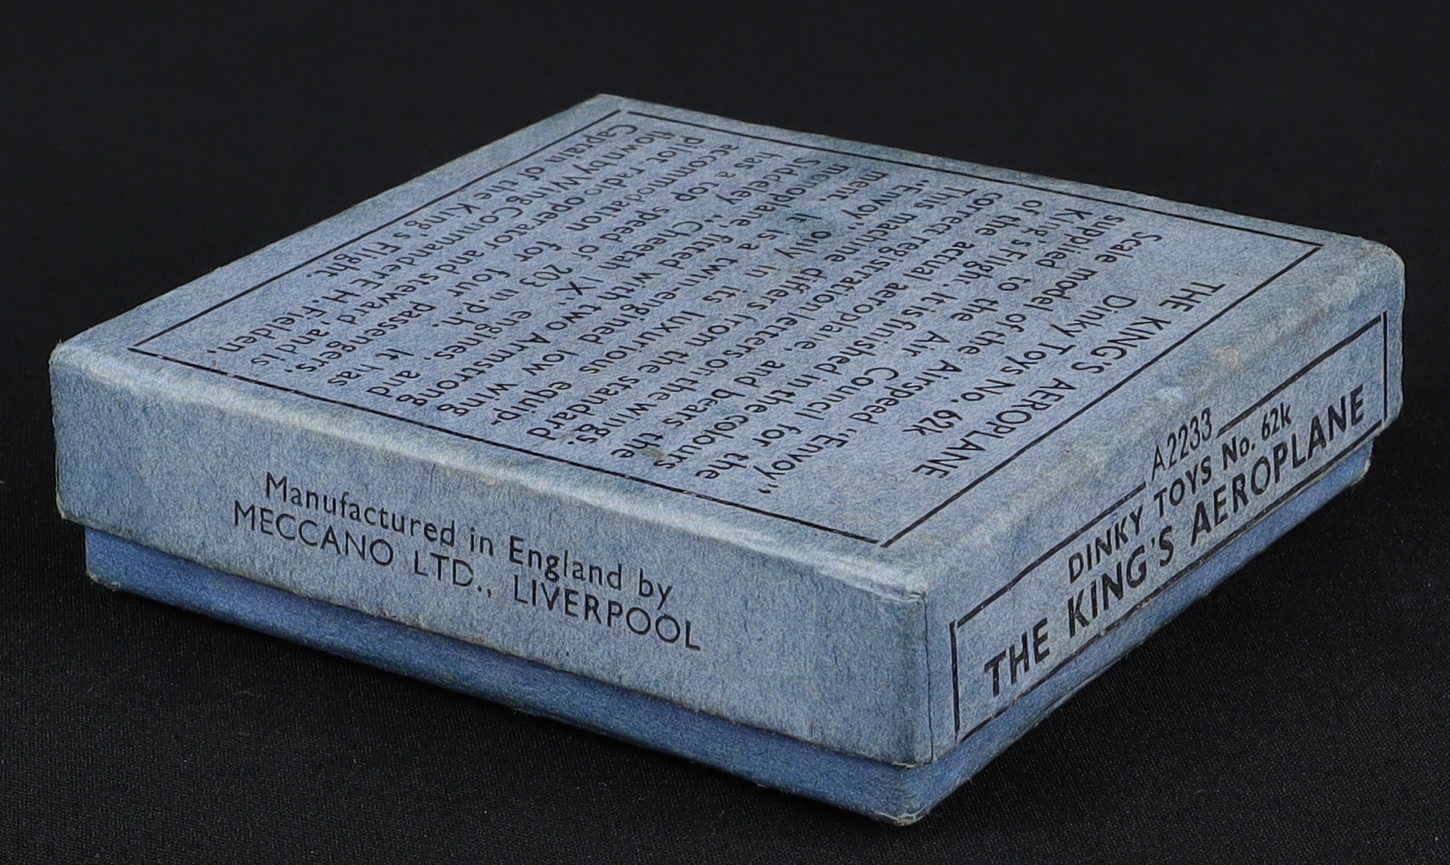 THE KING'S AEROPLANE
Dinky Toys No. 62k
Scale model of the Airspeed "Envoy"
supplied to the Air Council for the
King's Flight. It is finished in the colours
of the actual aeroplane, and bears the
correct registration letters on the wings.
This machine differs from the standard
"Envoy" only in its luxurious equip-
ment. It is a twin-engined low wing
monoplane, fitted with two Armstrong
Siddeley "Cheetah IX" engines, and
has a top speed of 203 m.p.h. It has
accommodation for four passengers,
pilot, radio operator and steward and is
flown by Wing Commander E. H. Fielden,
Captain of the King's Flight.
Manufactured in England by
MECCANO LTD., LIVERPOOL
A2233
DINKY TOYS No. 62k
THE KING'S AEROPLANE